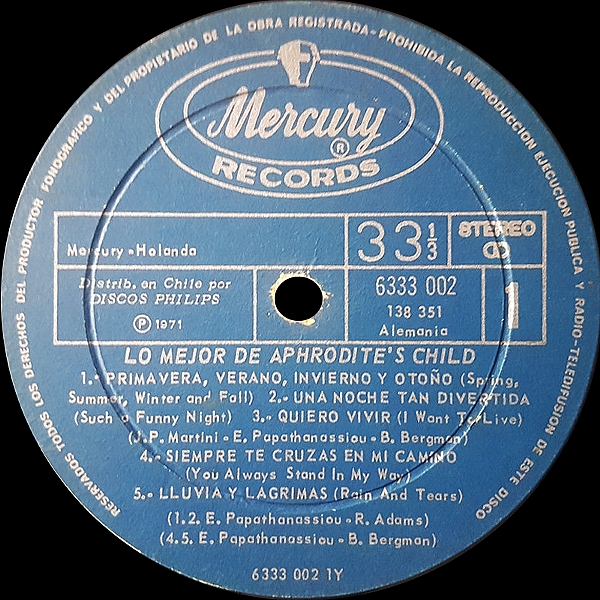 RESERVADOS TODOS LOS DERECHOS DEL PRODUCTOR FONOGRAFICO Y DEL PROPIETARIO DE LA OBRA REGISTRADA-PROHIBIDA LA REPRODUCCION EJECUCION PUBLICA Y RADIO-TELEDIFUSION DE ESTE DISCO
Mercury
®
RECORDS
Mercury - Holanda
33 1/3
STEREO
Distrib. en Chile por
DISCOS PHILIPS
Ⓟ 1971
6333 002
138 351
Alemania
1
LO MEJOR DE APHRODITE'S CHILD
1.- PRIMAVERA, VERANO, INVIERNO Y OTOÑO (Spring,
Summer, Winter and Fall) 2.- UNA NOCHE TAN DIVERTIDA
(Such a Funny Night) 3.- QUIERO VIVIR (I Want To Live)
(J.P. Martini - E. Papathanassiou - B. Bergman)
4.- SIEMPRE TE CRUZAS EN MI CAMINO
(You Always Stand In My Way)
5.- LLUVIA Y LAGRIMAS (Rain And Tears)
(1.2. E. Papathanassiou - R. Adams)
(4.5. E. Papathanassiou - B. Bergman)
6333 002 1Y